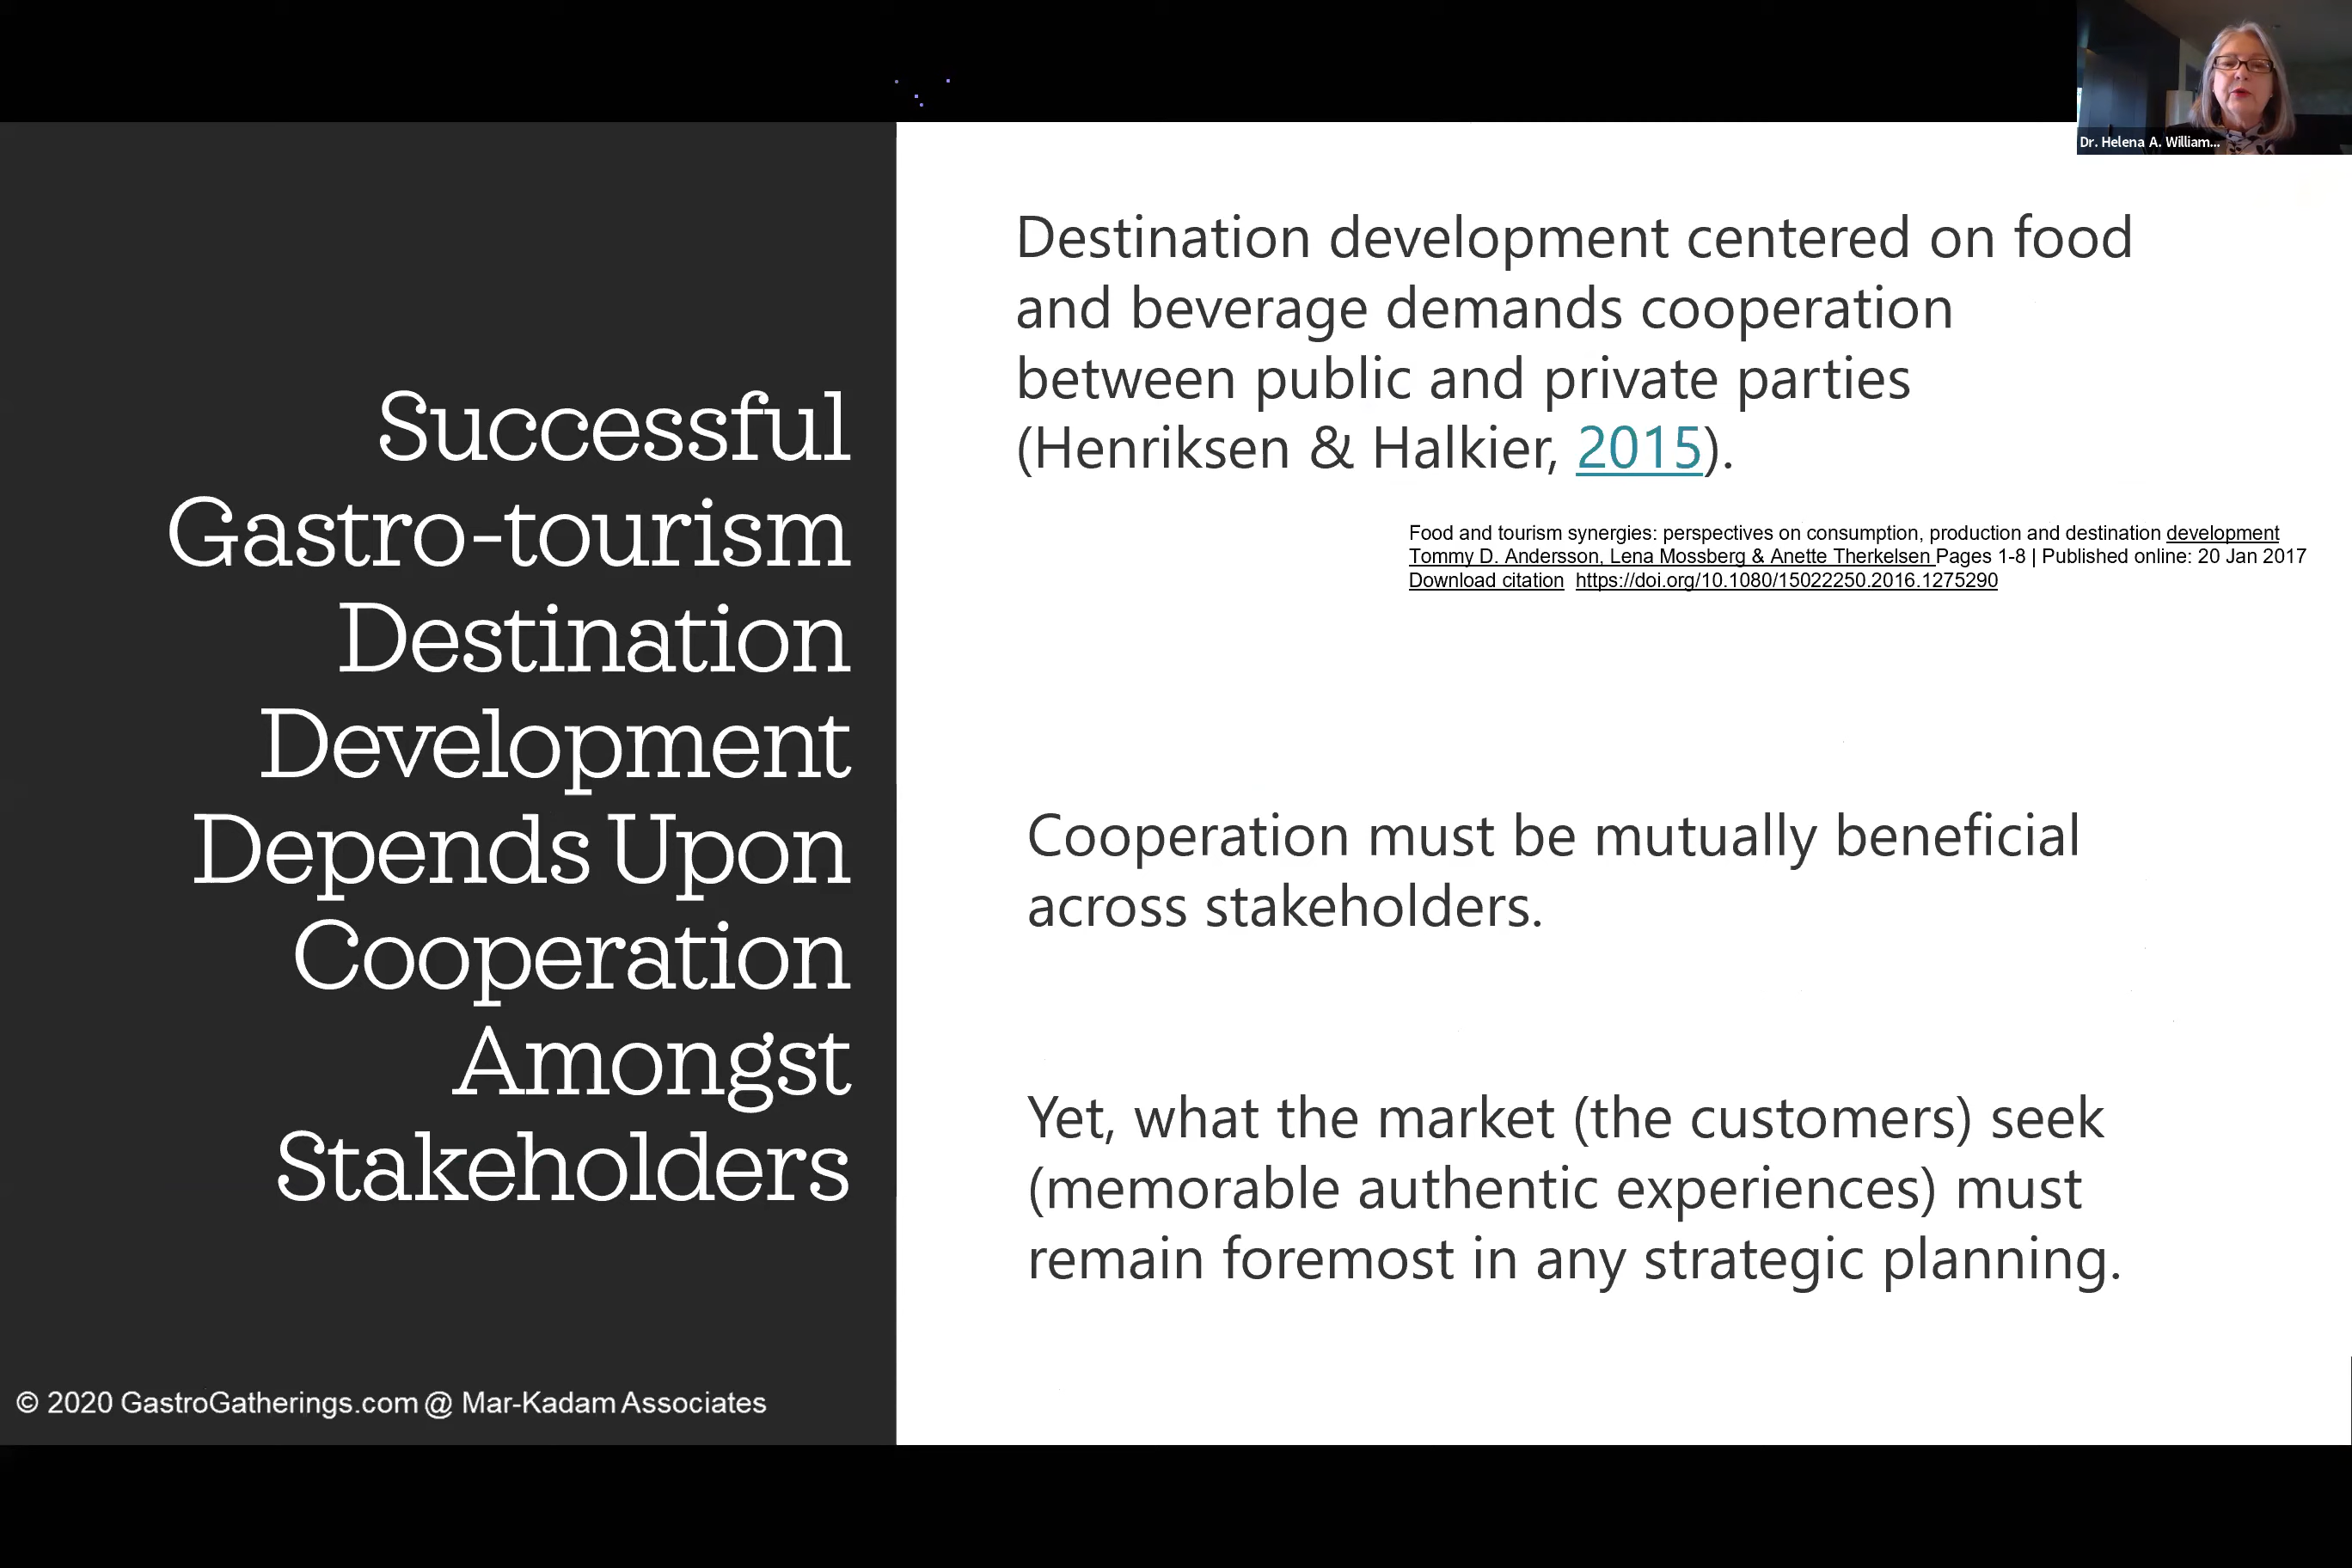 Dr. Helena A. William...
Successful
Gastro-tourism
Destination
Development
Depends Upon
Cooperation
Amongst
Stakeholders
© 2020 GastroGatherings.com @ Mar-Kadam Associates
Destination development centered on food
and beverage demands cooperation
between public and private parties
(Henriksen & Halkier, 2015).
Food and tourism synergies: perspectives on consumption, production and destination development
Tommy D. Andersson, Lena Mossberg & Anette Therkelsen Pages 1-8 | Published online: 20 Jan 2017
Download citation https://doi.org/10.1080/15022250.2016.1275290
Cooperation must be mutually beneficial
across stakeholders.
Yet, what the market (the customers) seek
(memorable authentic experiences) must
remain foremost in any strategic planning.